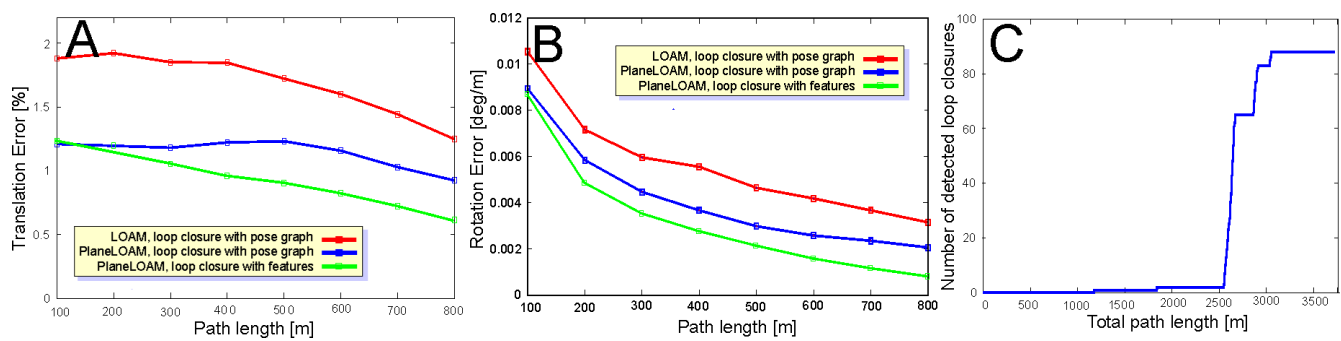 A
Translation Error [%]
2
1.5
1
0.5
0
LOAM, loop closure with pose graph
PlaneLOAM, loop closure with pose graph
PlaneLOAM, loop closure with features
100 200 300 400 500 600 700 800
Path length [m]
B
Rotation Error [deg/m]
0.012
0.01
0.008
0.006
0.004
0.002
0
LOAM, loop closure with pose graph
PlaneLOAM, loop closure with pose graph
PlaneLOAM, loop closure with features
100 200 300 400 500 600 700 800
Path length [m]
C
Number of detected loop closures
100
80
60
40
20
0
0 500 1000 1500 2000 2500 3000 3500
Total path length [m]